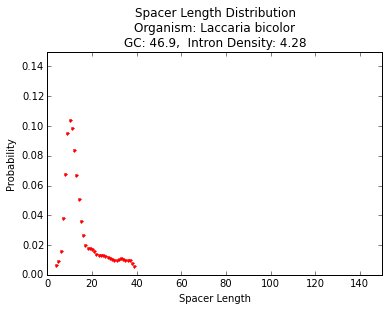 Spacer Length Distribution
Organism: Laccaria bicolor
GC: 46.9,  Intron Density: 4.28
0.14
0.12
0.10
0.08
0.06
0.04
0.02
0.00
Probability
0 20 40 60 80 100 120 140
Spacer Length